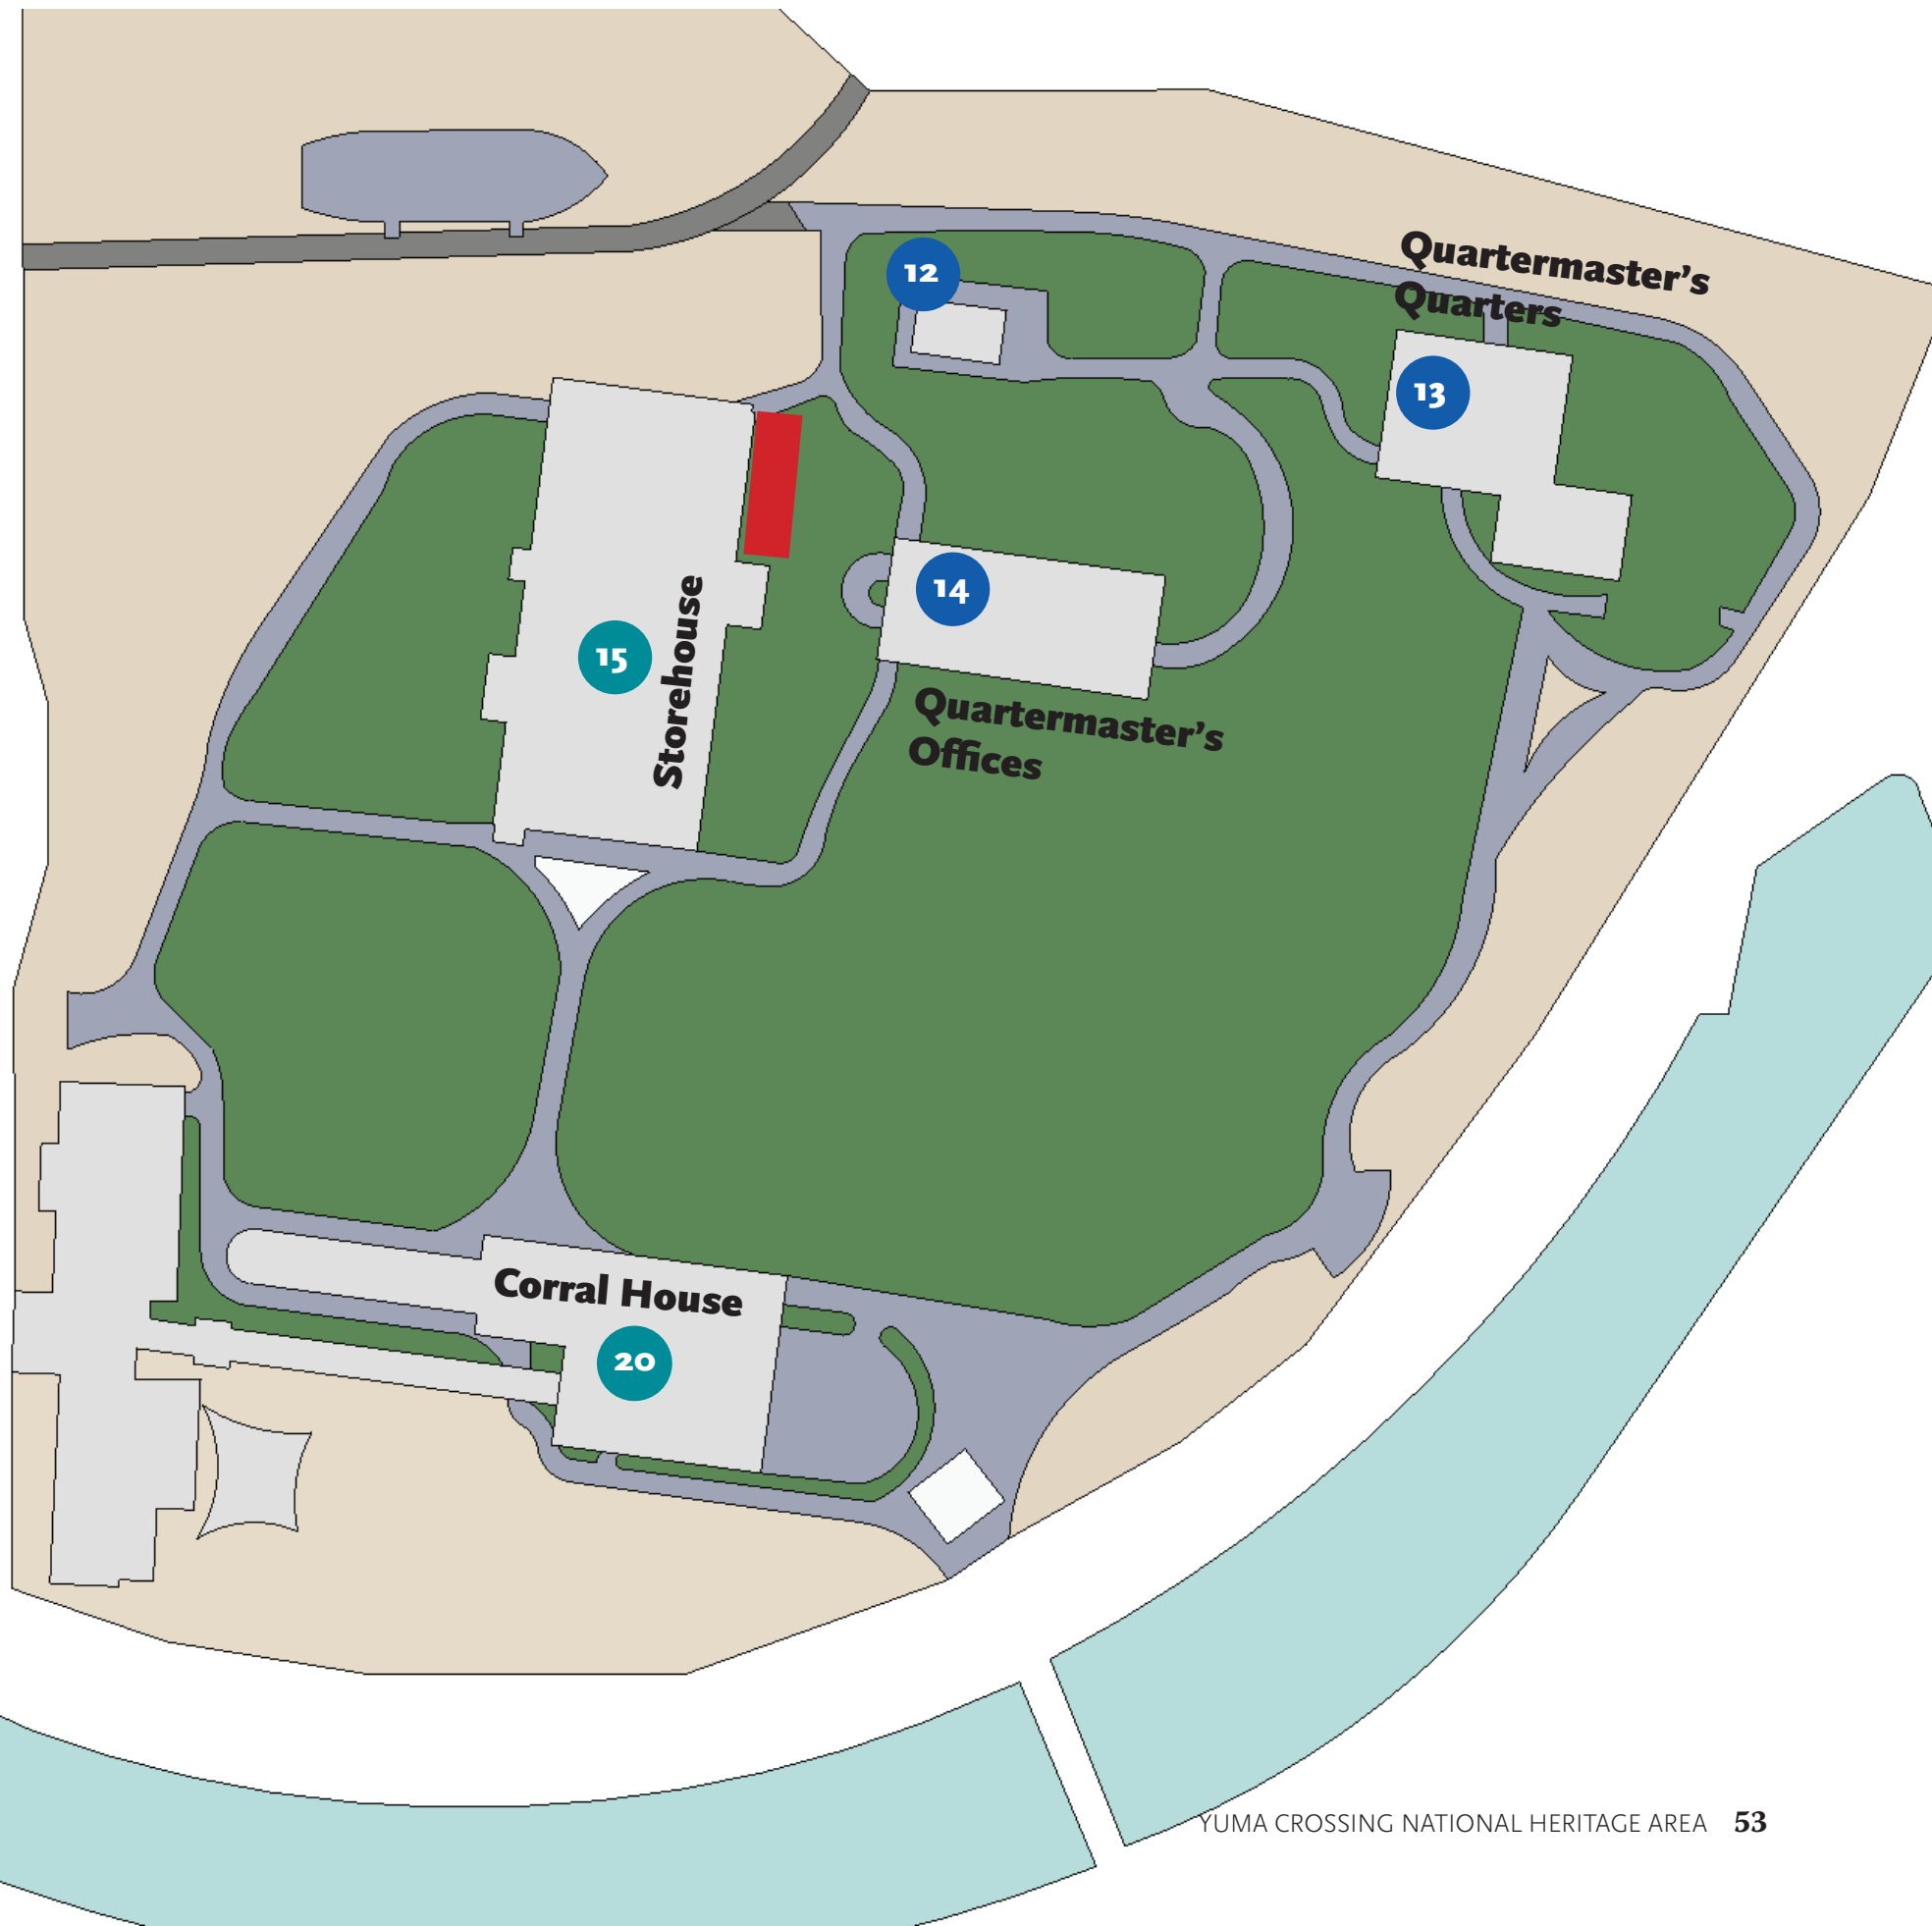 12
Quartermaster's
Quarters
13
14
15
Storehouse
Quartermaster's
Offices
Corral House
20
YUMA CROSSING NATIONAL HERITAGE AREA 53